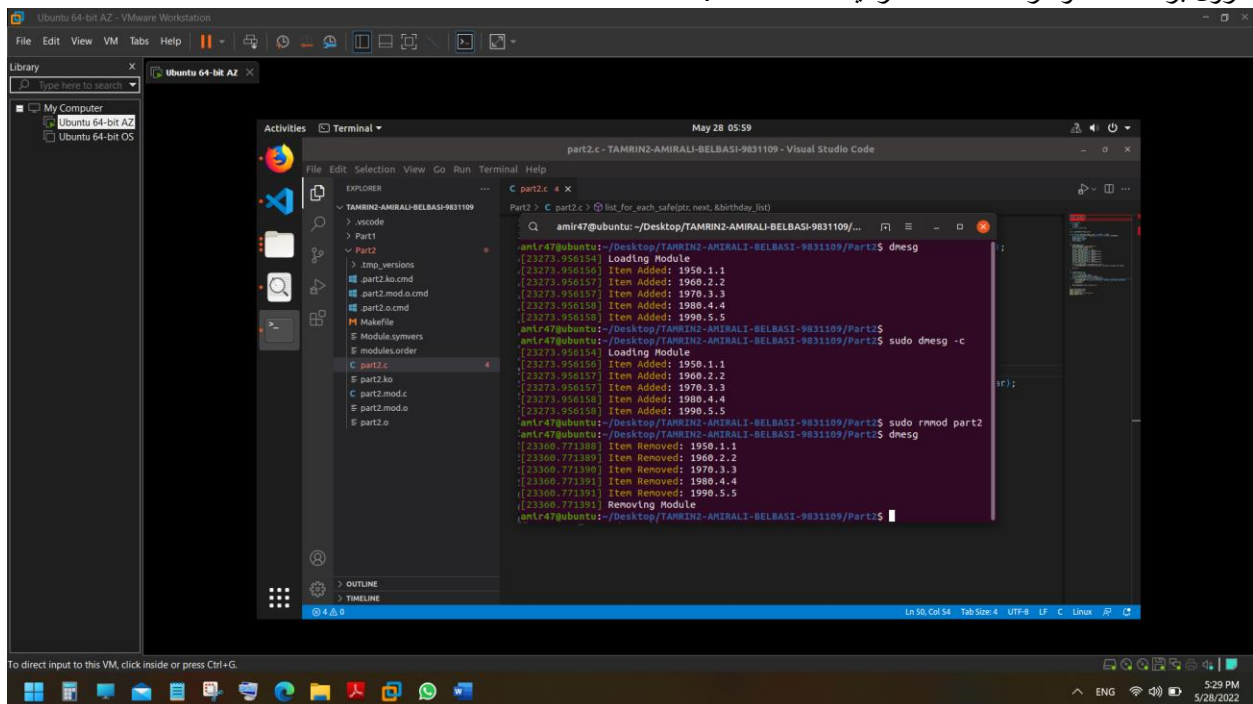 Ubuntu 64-bit AZ - VMware Workstation
File Edit View VM Tabs Help
Library X
Ubuntu 64-bit AZ
Type here to search
My Computer
Ubuntu 64-bit AZ
Ubuntu 64-bit OS
Activities Terminal May 28 05:59
part2.c - TAMRIN2-AMIRALI-BELBASI-9831109 - Visual Studio Code
File Edit Selection View Go Run Terminal Help
EXPLORER
C part2.c 4
TAMRIN2-AMIRALI-BELBASI-9831109
Part2 > C part2.c > list_for_each_safe(ptr, next, &birthday_list)
> .vscode
> Part1
Part2
> .tmp_versions
.part2.ko.cmd
.part2.mod.o.cmd
.part2.o.cmd
M Makefile
Module.symvers
modules.order
C part2.c 4
part2.ko
C part2.mod.c
part2.mod.o
part2.o
amir47@ubuntu: ~/Desktop/TAMRIN2-AMIRALI-BELBASI-9831109/...
amir47@ubuntu:~/Desktop/TAMRIN2-AMIRALI-BELBASI-9831109/Part2$ dmesg
[23273.956154] Loading Module
[23273.956156] Item Added: 1950.1.1
[23273.956157] Item Added: 1960.2.2
[23273.956157] Item Added: 1970.3.3
[23273.956158] Item Added: 1980.4.4
[23273.956158] Item Added: 1990.5.5
amir47@ubuntu:~/Desktop/TAMRIN2-AMIRALI-BELBASI-9831109/Part2$
amir47@ubuntu:~/Desktop/TAMRIN2-AMIRALI-BELBASI-9831109/Part2$ sudo dmesg -c
[23273.956154] Loading Module
[23273.956156] Item Added: 1950.1.1
[23273.956157] Item Added: 1960.2.2
[23273.956157] Item Added: 1970.3.3
[23273.956158] Item Added: 1980.4.4
[23273.956158] Item Added: 1990.5.5
amir47@ubuntu:~/Desktop/TAMRIN2-AMIRALI-BELBASI-9831109/Part2$ sudo rmmod part2
amir47@ubuntu:~/Desktop/TAMRIN2-AMIRALI-BELBASI-9831109/Part2$ dmesg
[23360.771388] Item Removed: 1950.1.1
[23360.771389] Item Removed: 1960.2.2
[23360.771390] Item Removed: 1970.3.3
[23360.771391] Item Removed: 1980.4.4
[23360.771391] Item Removed: 1990.5.5
[23360.771391] Removing Module
amir47@ubuntu:~/Desktop/TAMRIN2-AMIRALI-BELBASI-9831109/Part2$
> OUTLINE
> TIMELINE
4 0 Ln 50, Col 54 Tab Size: 4 UTF-8 LF C Linux
To direct input to this VM, click inside or press Ctrl+G.
ENG 5:29 PM
5/28/2022